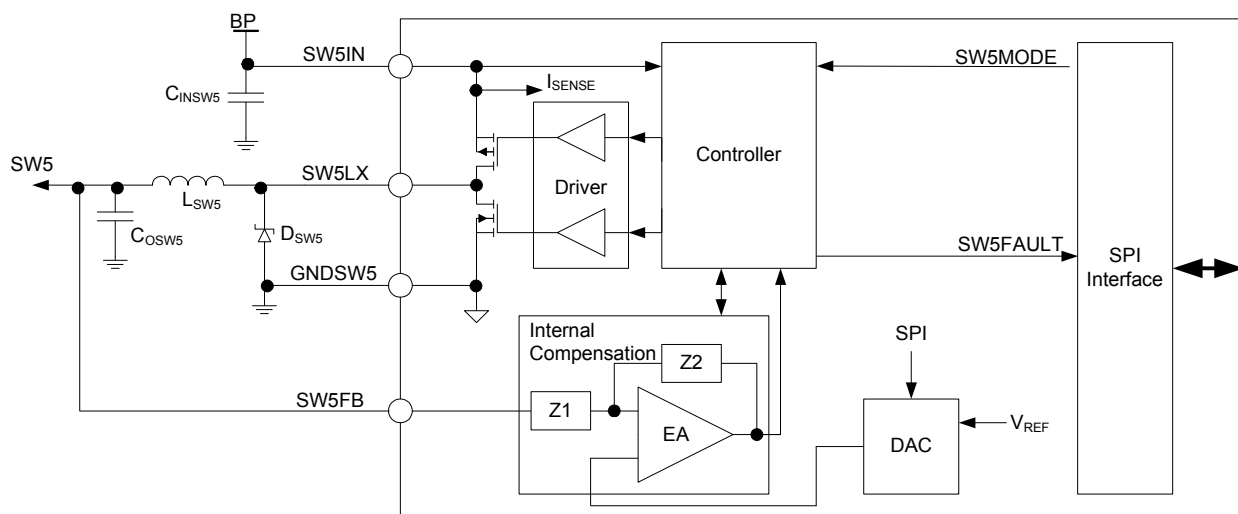 BP
SW5IN
SW5MODE
CINSW5
ISENSE
Controller
SW5
SW5LX
Driver
LSW5
COSW5
DSW5
SW5FAULT
SPI
Interface
GNDSW5
Internal
Compensation
Z2
SPI
SW5FB
Z1
EA
DAC
VREF